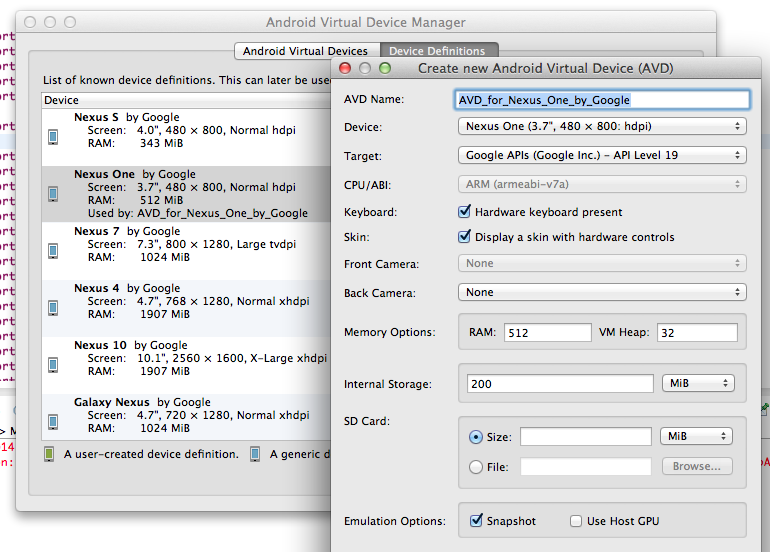 Android Virtual Device Manager
Android Virtual Devices
Device Definitions
List of known device definitions. This can later be use
Device
Nexus S by Google
Screen: 4.0", 480 × 800, Normal hdpi
RAM: 343 MiB
Nexus One by Google
Screen: 3.7", 480 × 800, Normal hdpi
RAM: 512 MiB
Used by: AVD_for_Nexus_One_by_Google
Nexus 7 by Google
Screen: 7.3", 800 × 1280, Large tvdpi
RAM: 1024 MiB
Nexus 4 by Google
Screen: 4.7", 768 × 1280, Normal xhdpi
RAM: 1907 MiB
Nexus 10 by Google
Screen: 10.1", 2560 × 1600, X-Large xhdpi
RAM: 1907 MiB
Galaxy Nexus by Google
Screen: 4.7", 720 × 1280, Normal xhdpi
RAM: 1024 MiB
A user-created device definition. A generic d
Create new Android Virtual Device (AVD)
AVD Name: AVD_for_Nexus_One_by_Google
Device: Nexus One (3.7", 480 × 800: hdpi)
Target: Google APIs (Google Inc.) – API Level 19
CPU/ABI: ARM (armeabi-v7a)
Keyboard: Hardware keyboard present
Skin: Display a skin with hardware controls
Front Camera: None
Back Camera: None
Memory Options: RAM: 512 VM Heap: 32
Internal Storage: 200 MiB
SD Card:
Size: MiB
File: Browse...
Emulation Options: Snapshot Use Host GPU